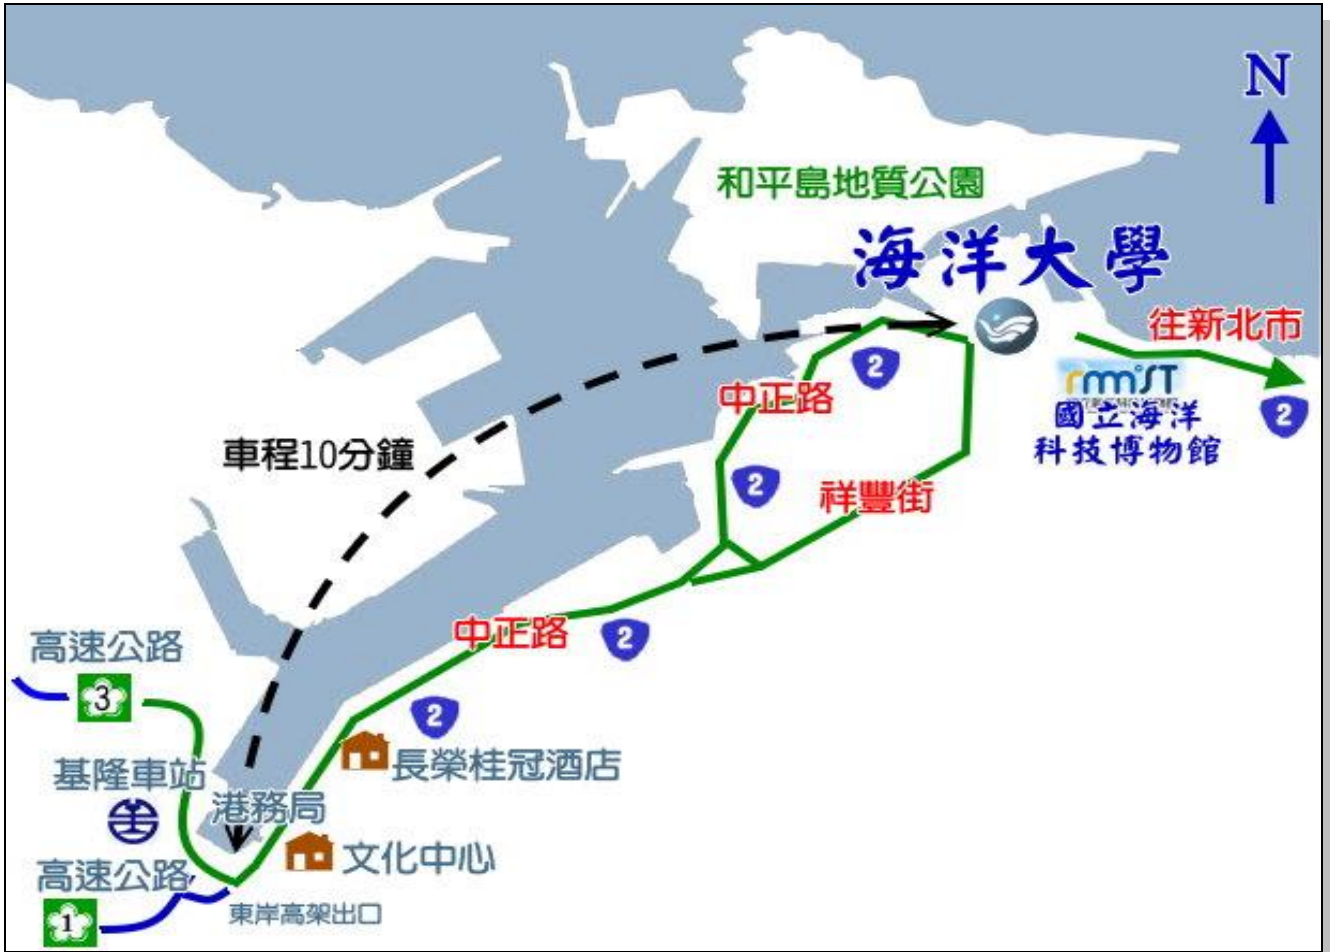 N
和平島地質公園
海洋大學
往新北市
2
中正路
rmmiST
2
國立海洋
科技博物館
車程10分鐘
2
祥豐街
中正路
2
高速公路
3
2
長榮桂冠酒店
基隆車站
港務局
文化中心
高速公路
1
東岸高架出口